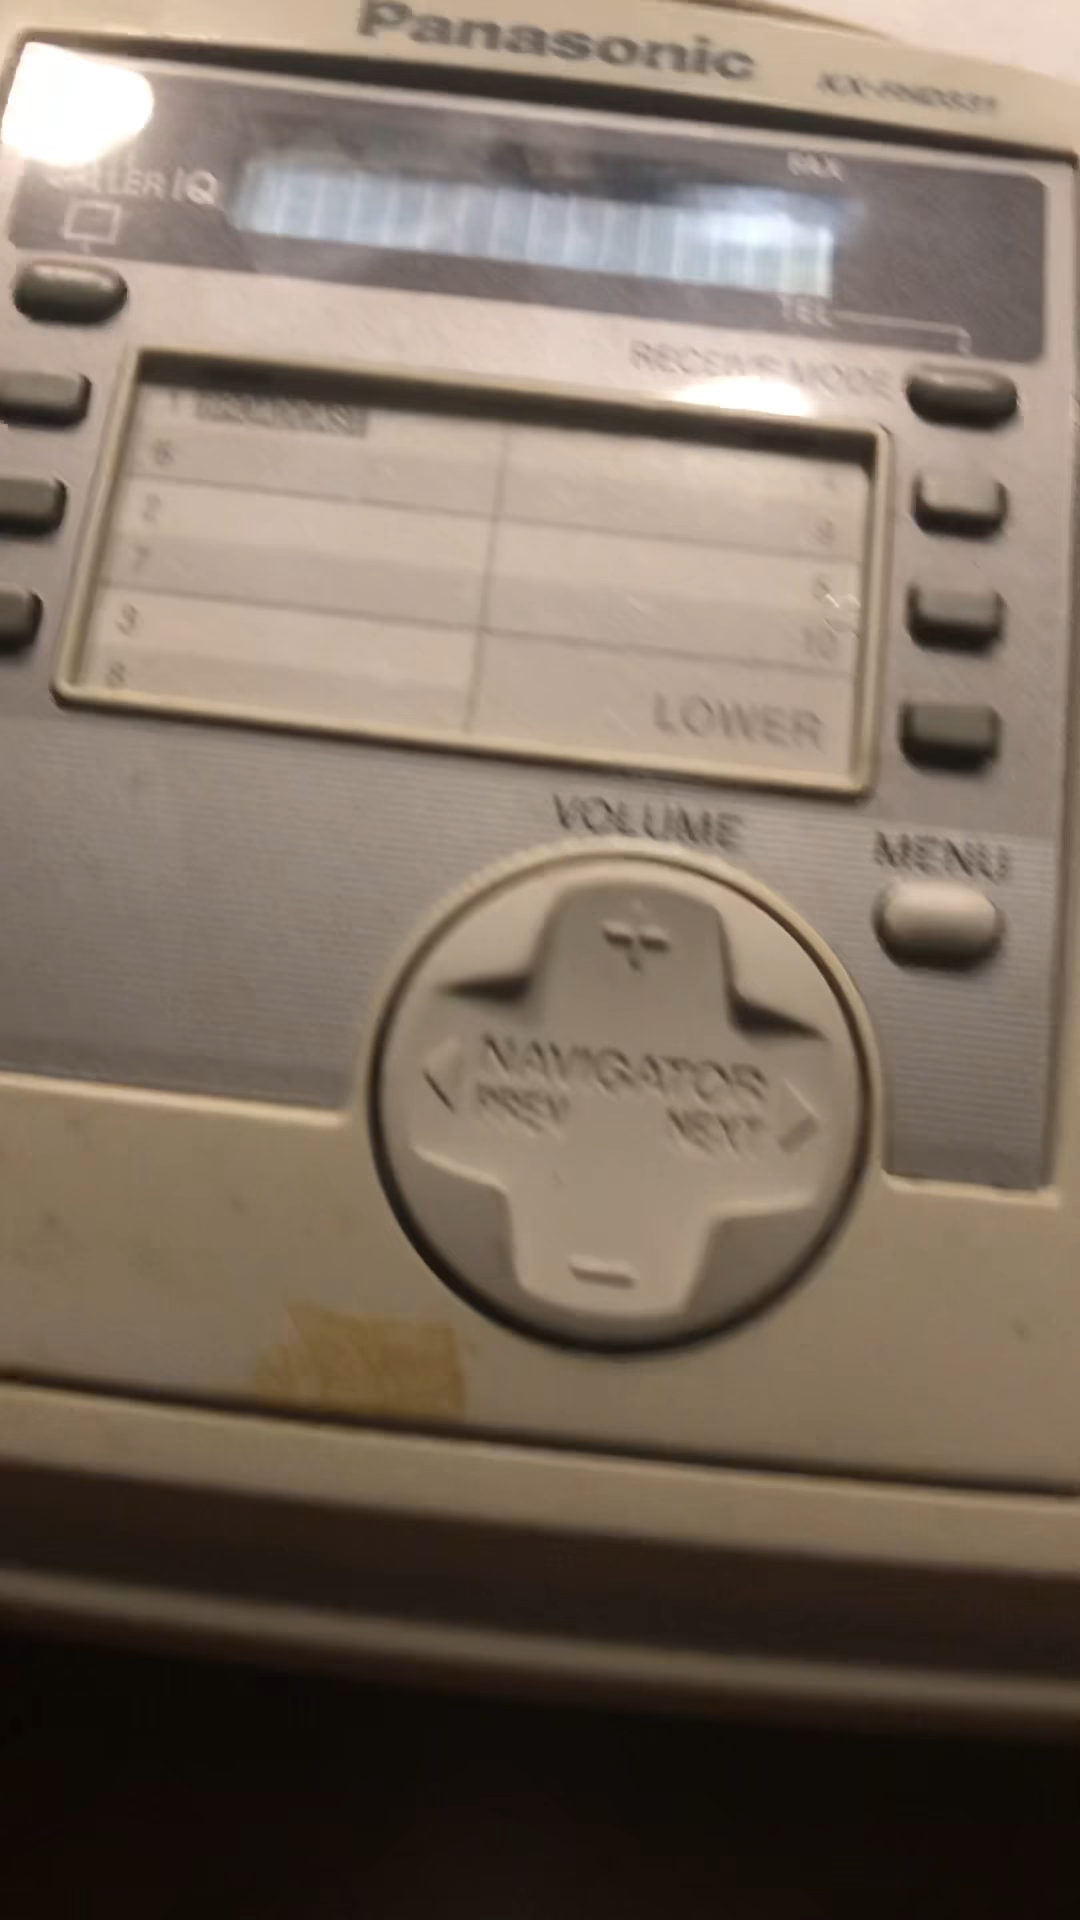 Panasonic
FAX
CALLER IQ
TEL
RECEIVE MODE
1 BROADCAST
6
2
7
3
8
4
9
5
10
LOWER
VOLUME
MENU
+
NAVIGATOR
PREV NEXT
−